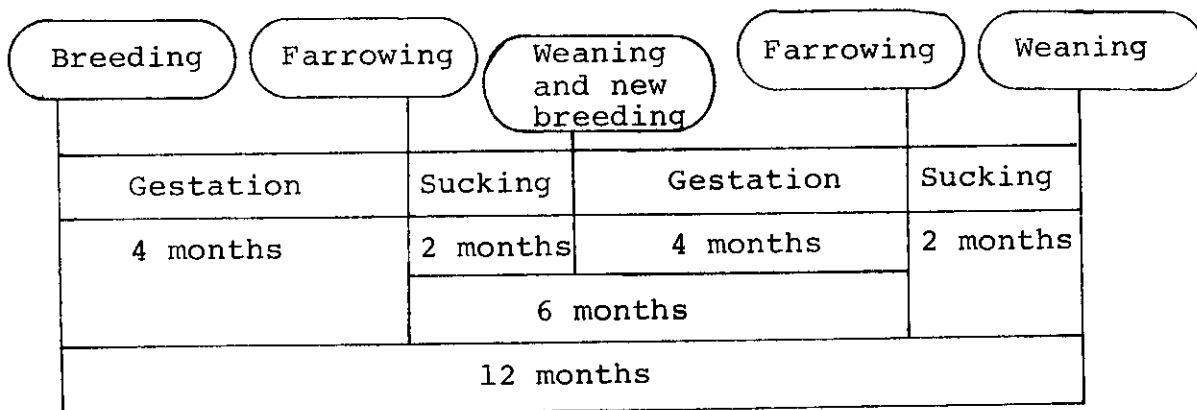 Breeding
Farrowing
Weaning
and new
breeding
Farrowing
Weaning
Gestation
Sucking
Gestation
Sucking
4 months
2 months
4 months
2 months
6 months
12 months